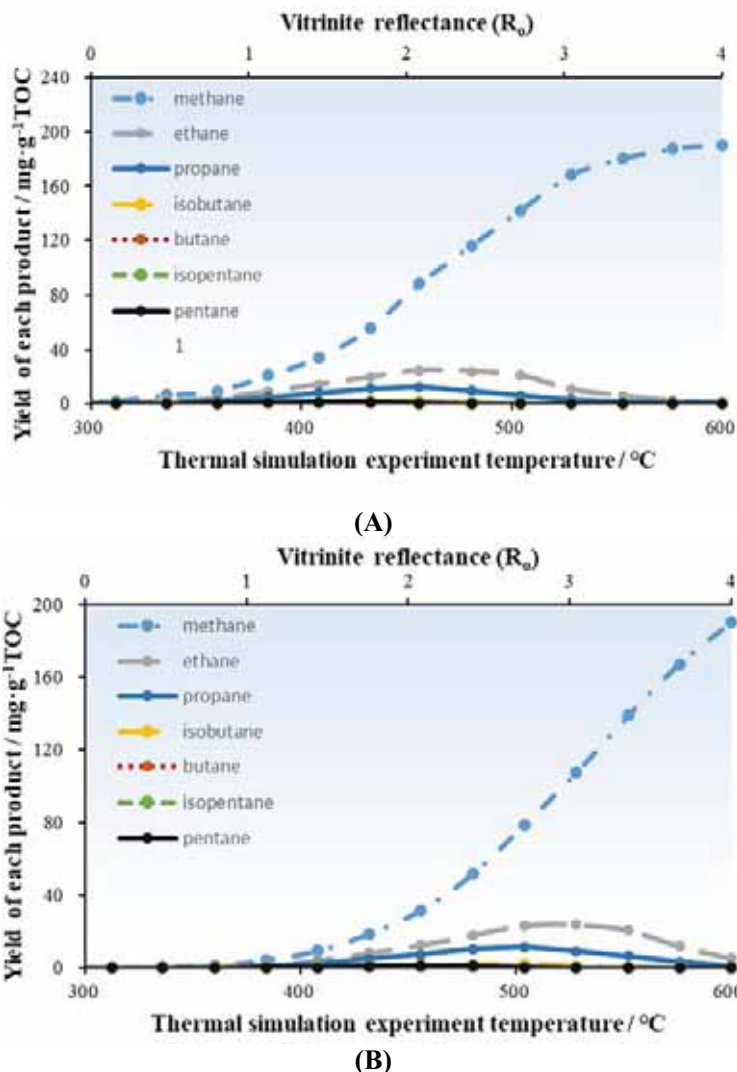 Vitrinite reflectance (Rₒ)
0 1 2 3 4
240
200
160
120
80
40
0
methane
ethane
propane
isobutane
butane
isopentane
pentane
1
Yield of each product / mg·g⁻¹TOC
300 400 500 600
Thermal simulation experiment temperature / °C
(A)
Vitrinite reflectance (Rₒ)
0 1 2 3 4
200
160
120
80
40
0
methane
ethane
propane
isobutane
butane
isopentane
pentane
Yield of each product / mg·g⁻¹TOC
300 400 500 600
Thermal simulation experiment temperature / °C
(B)